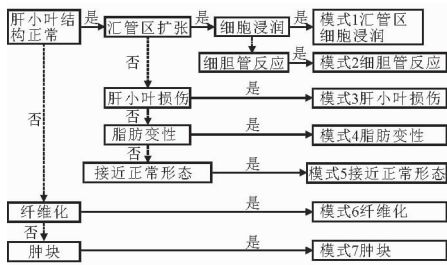 肝小叶结
构正常
是
汇管区扩张
是
细胞浸润
是
模式1汇管区
细胞浸润
细胆管反应
是
模式2细胆管反应
否
肝小叶损伤
是
模式3肝小叶损伤
否
否
脂肪变性
是
模式4脂肪变性
否
接近正常形态
是
模式5接近正常形态
纤维化
是
模式6纤维化
否
肿块
是
模式7肿块